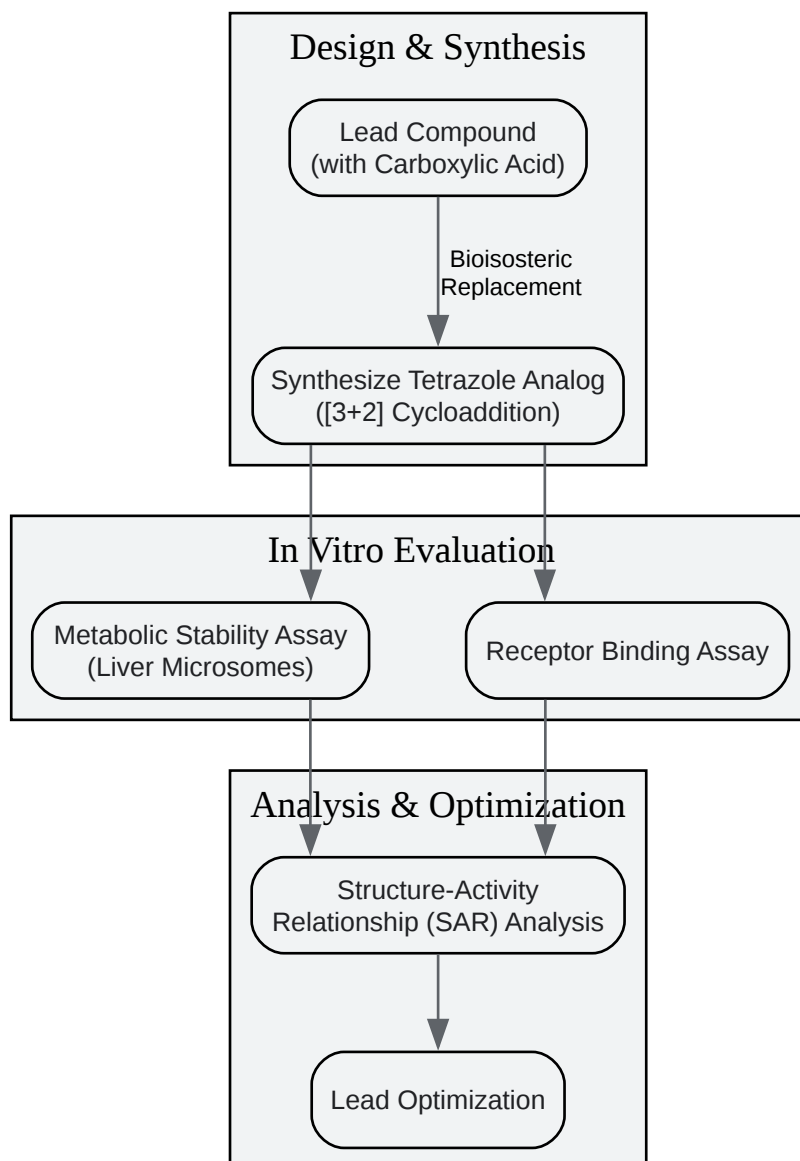 Design & Synthesis
Lead Compound
(with Carboxylic Acid)
Bioisosteric
Replacement
Synthesize Tetrazole Analog
([3+2] Cycloaddition)
In Vitro Evaluation
Metabolic Stability Assay
(Liver Microsomes)
Receptor Binding Assay
Analysis & Optimization
Structure-Activity
Relationship (SAR) Analysis
Lead Optimization